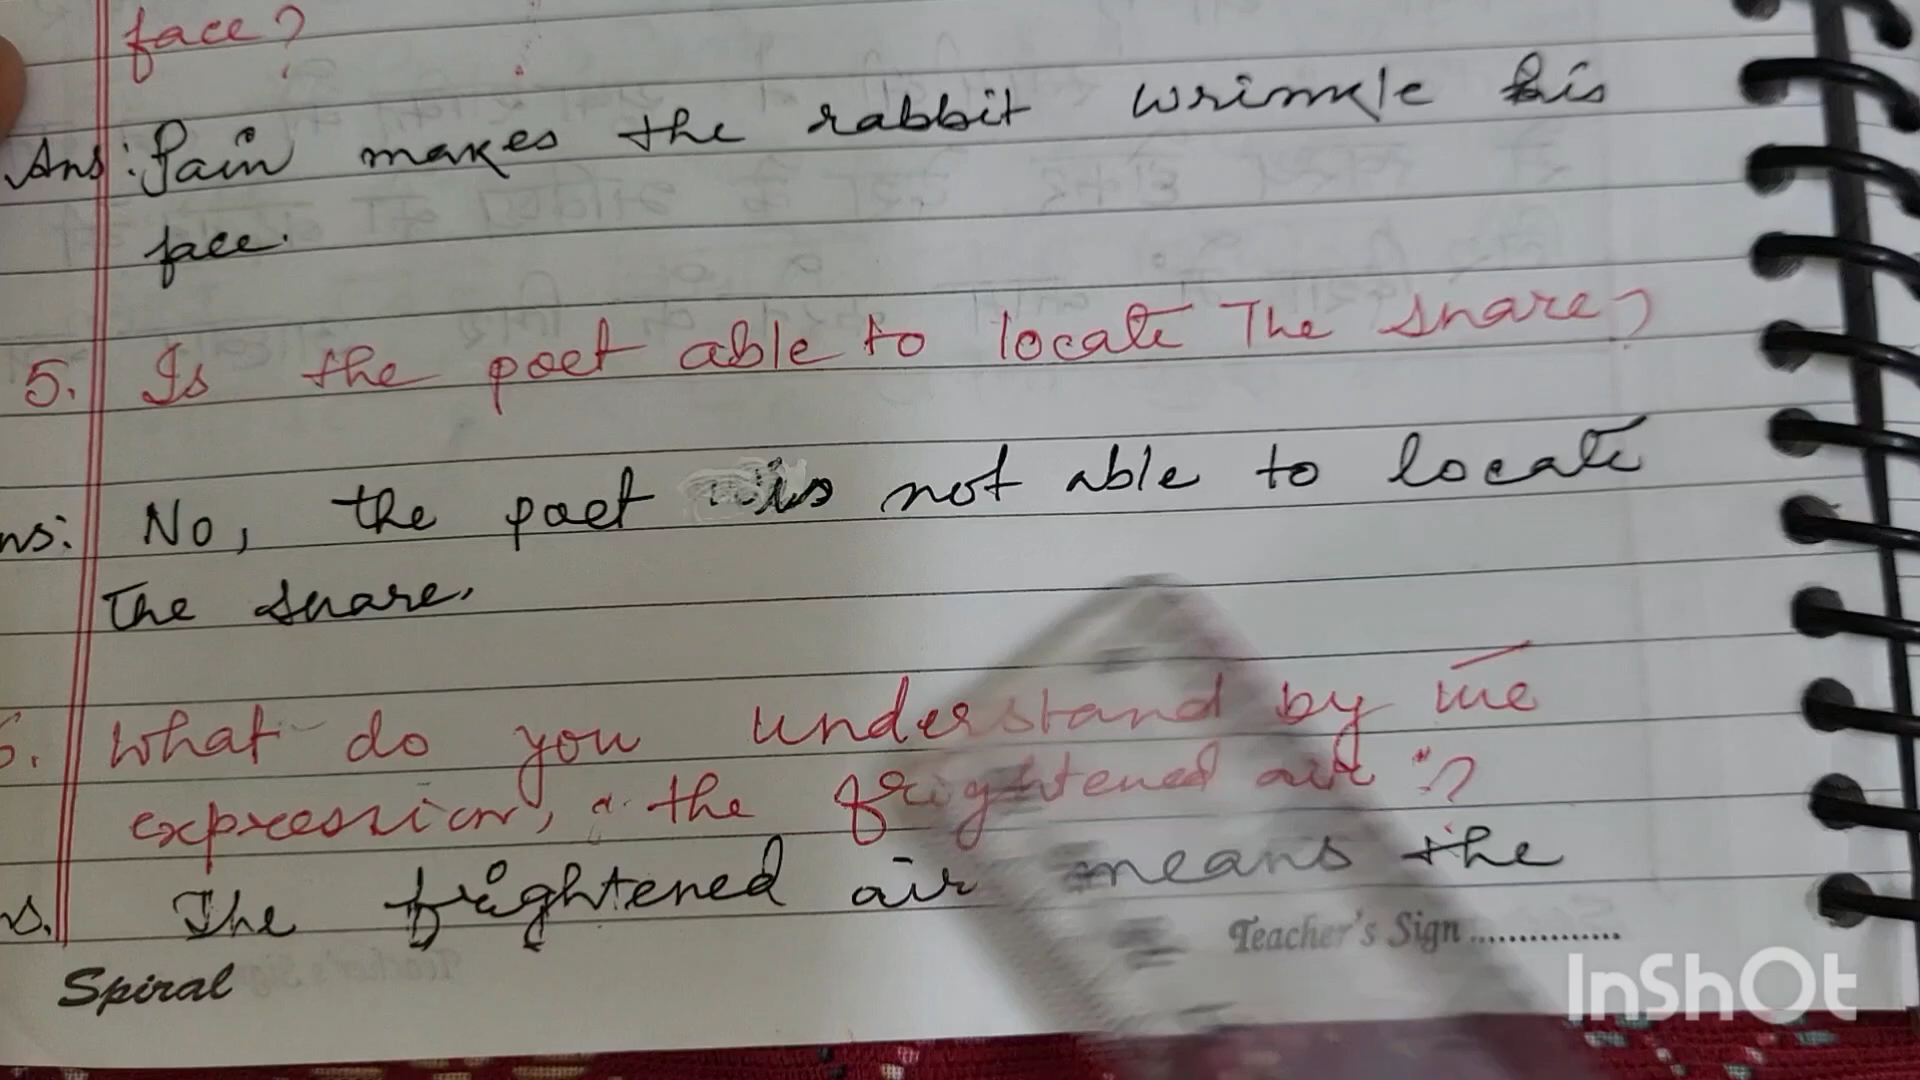 face?
Ans: Pain makes the rabbit wrinkle his
face.
5. Is the poet able to locate The snare?
ns: No, the poet is not able to locate
The snare.
6. What do you understand by the
expression, " the frightened air "?
ns. The frightened air means the
Teacher's Sign...............
Spiral
InShOt